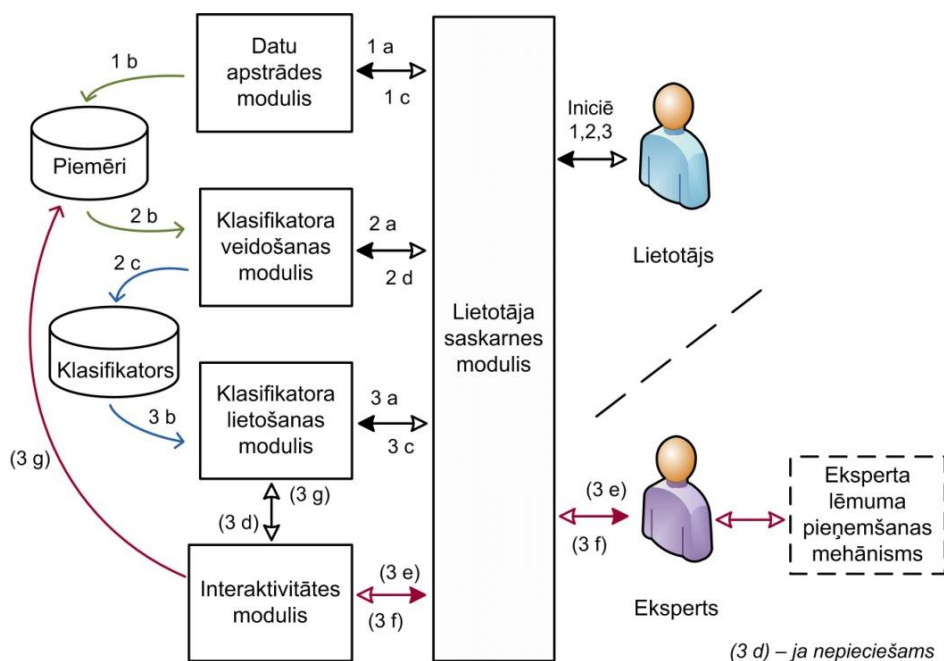 Datu
apstrādes
modulis
1 a
1 c
1 b
Piemēri
Iniciē
1,2,3
Lietotājs
2 b
Klasifikatora
veidošanas
modulis
2 a
2 d
2 c
Lietotāja
saskarnes
modulis
Klasifikators
3 b
Klasifikatora
lietošanas
modulis
3 a
3 c
(3 g)
(3 g)
(3 d)
Interaktivitātes
modulis
(3 e)
(3 f)
(3 e)
(3 f)
Eksperts
Eksperta
lēmuma
pieņemšanas
mehānisms
(3 d) – ja nepieciešams